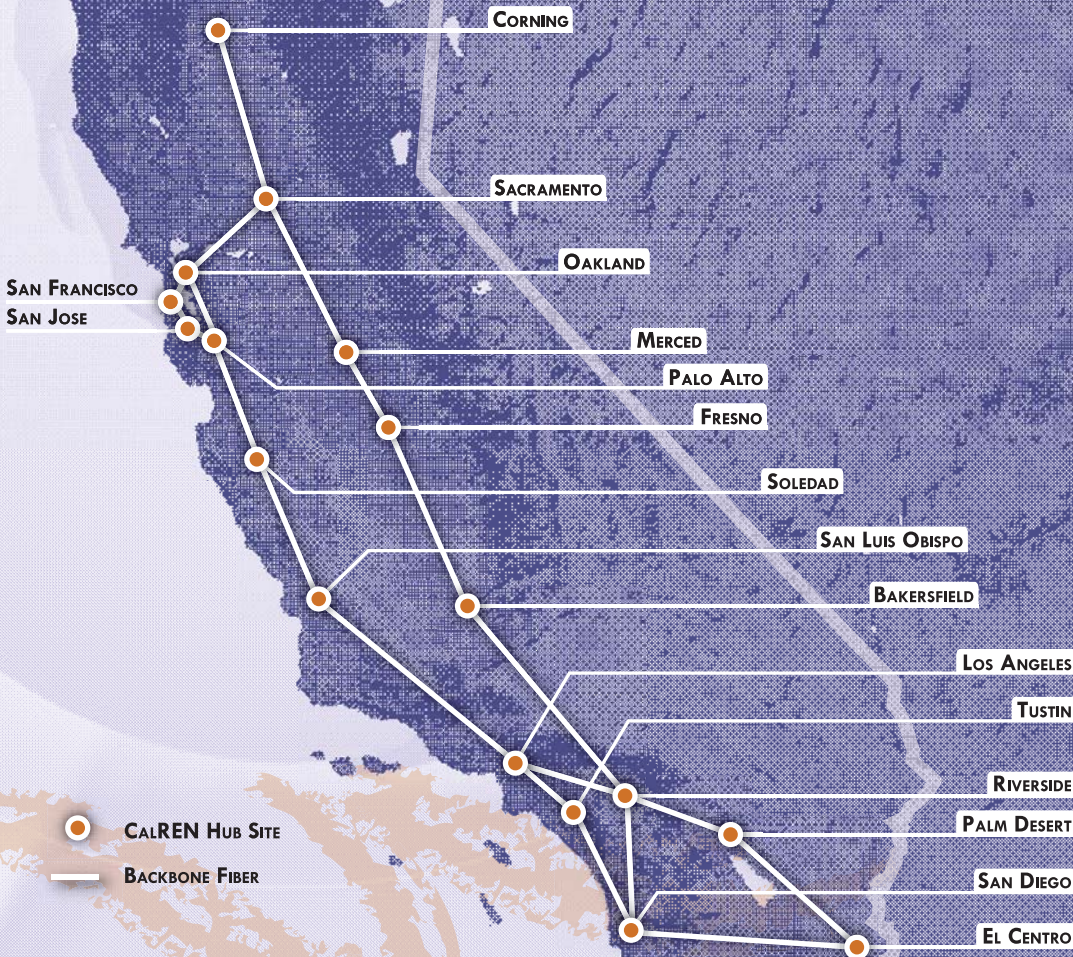 Corning
Sacramento
Oakland
San Francisco
San Jose
Merced
Palo Alto
Fresno
Soledad
San Luis Obispo
Bakersfield
Los Angeles
Tustin
Riverside
Palm Desert
CalREN Hub Site
Backbone Fiber
San Diego
El Centro